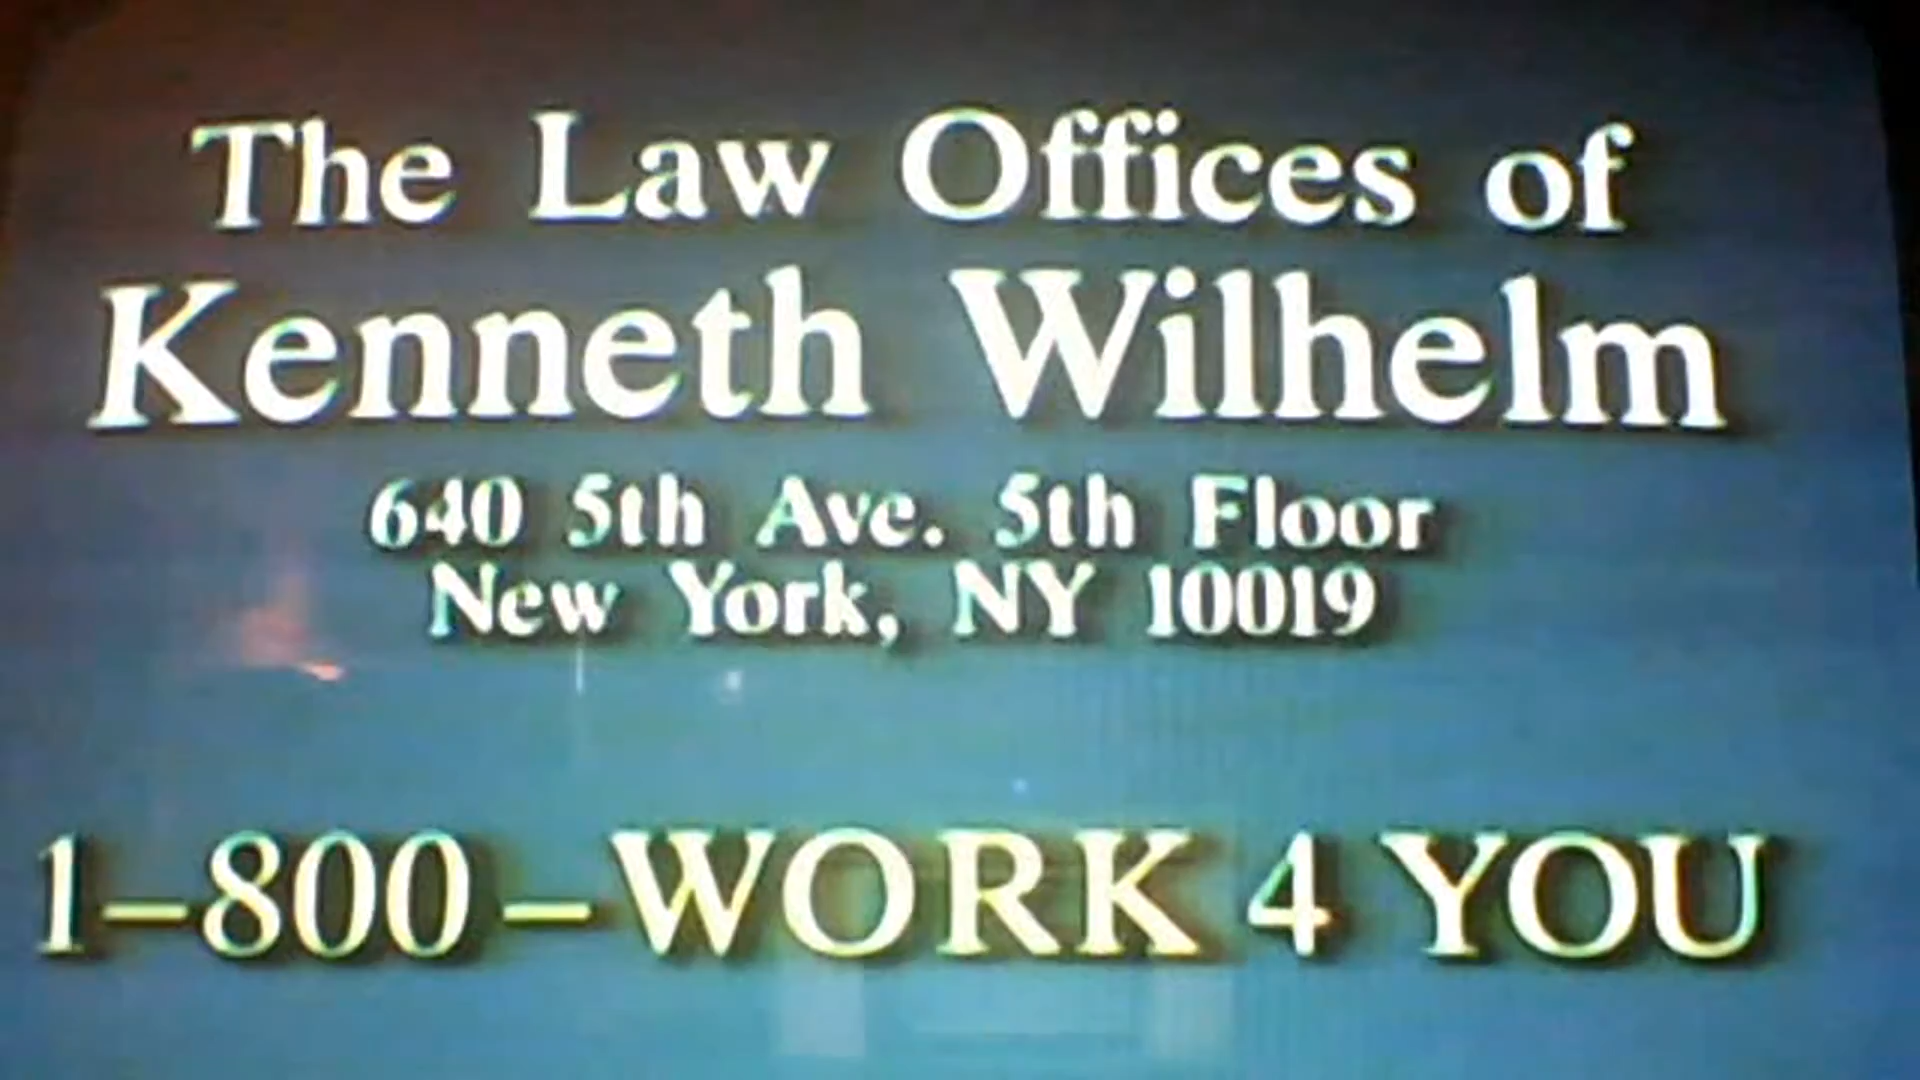 The Law Offices of
Kenneth Wilhelm
640 5th Ave. 5th Floor
New York, NY 10019
1-800-WORK 4 YOU